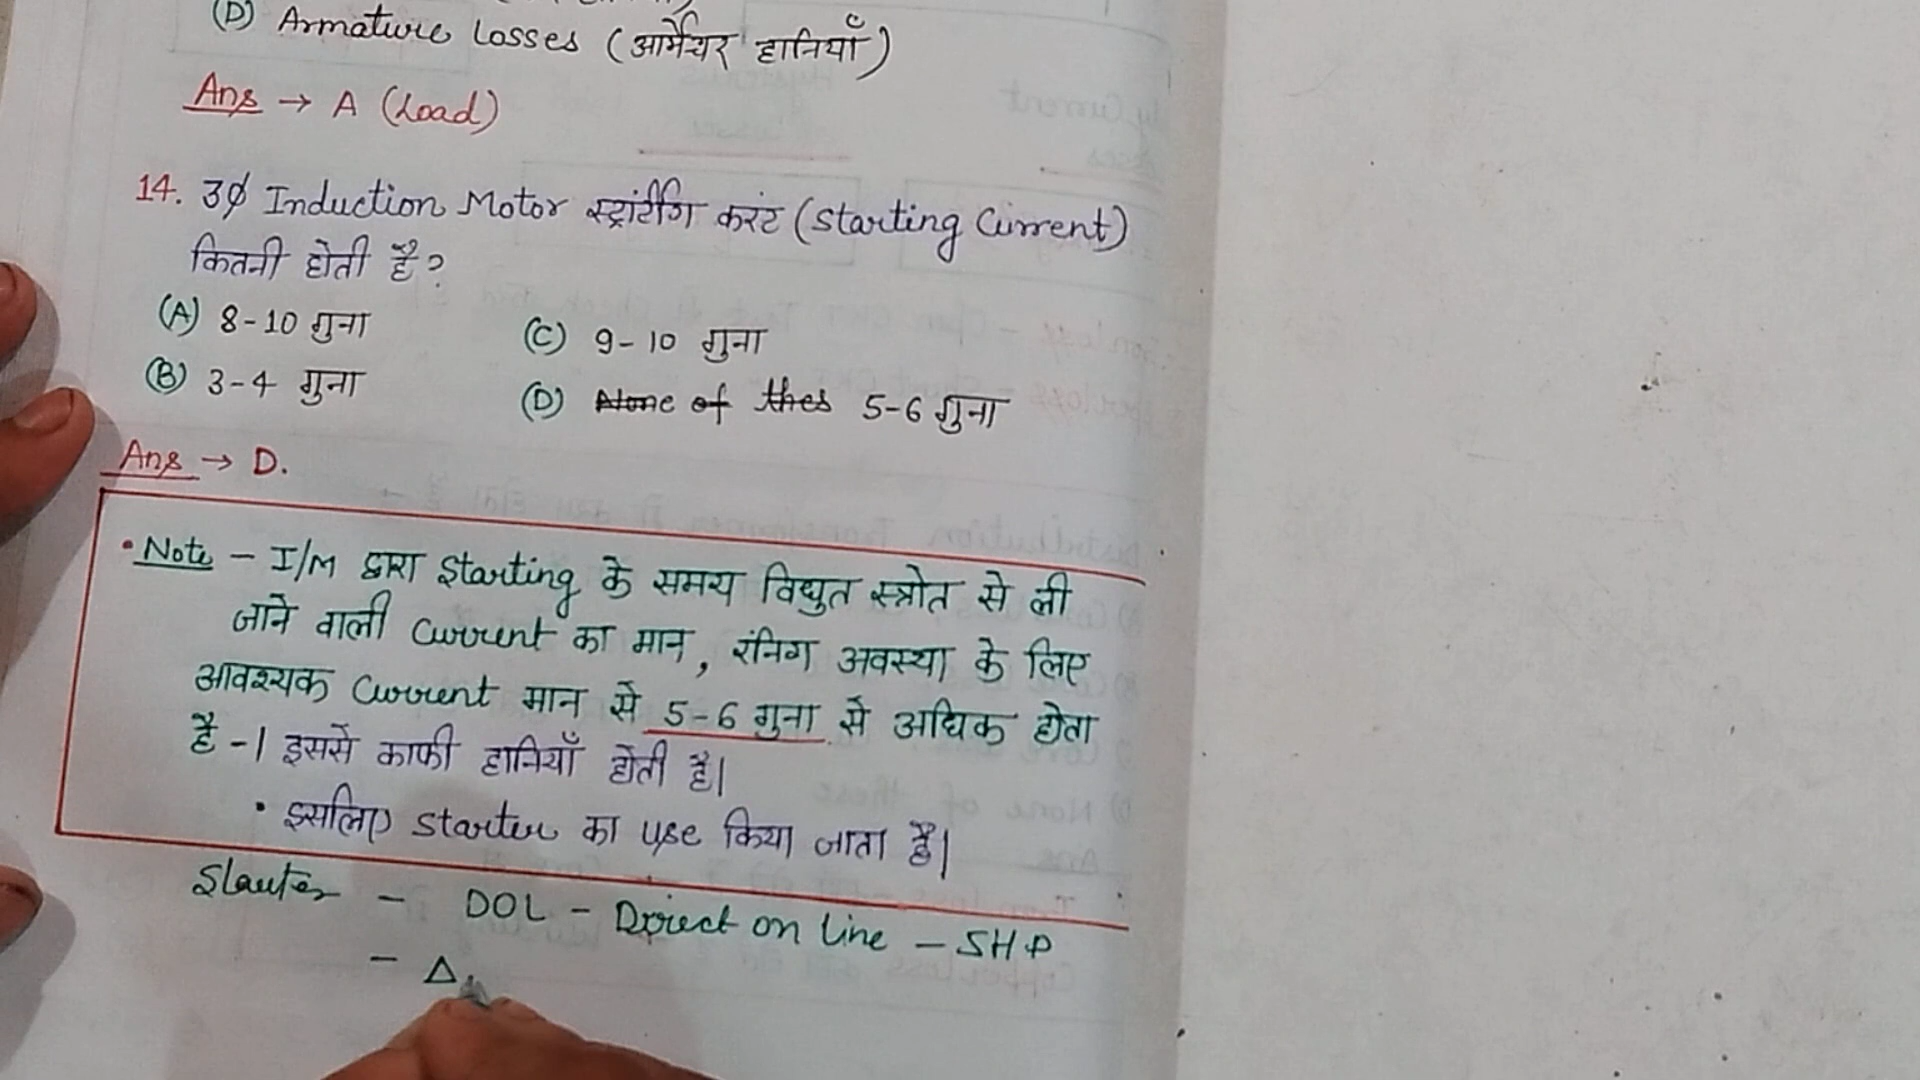 (D) Armature losses (आर्मेचर हानियाँ)
Ans → A (Load)
14. 3ϕ Induction Motor स्ट्रांर्टीगि करंट (Starting Current)
कितनी होती है?
(A) 8-10 गुना
(C) 9-10 गुना
(B) 3-4 गुना
(D) None of thes 5-6 गुना
Ans → D.
• Note - I/M द्वारा Starting के समय विद्युत स्त्रोत से ली
जाने वाली Current का मान, रंनिग अवस्था के लिए
आवश्यक Current मान से 5-6 गुना से अधिक होता
है -। इससे काफी हानियाँ होती है।
• इसलिए starter का use किया जाता है।
Starter - DOL - Direct on line - 5HP
- Δ